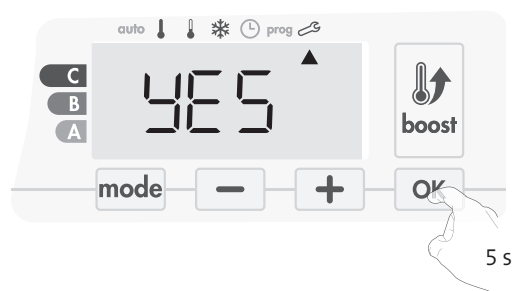 auto prog
C
B
A
YES
boost
mode − + OK
5 s